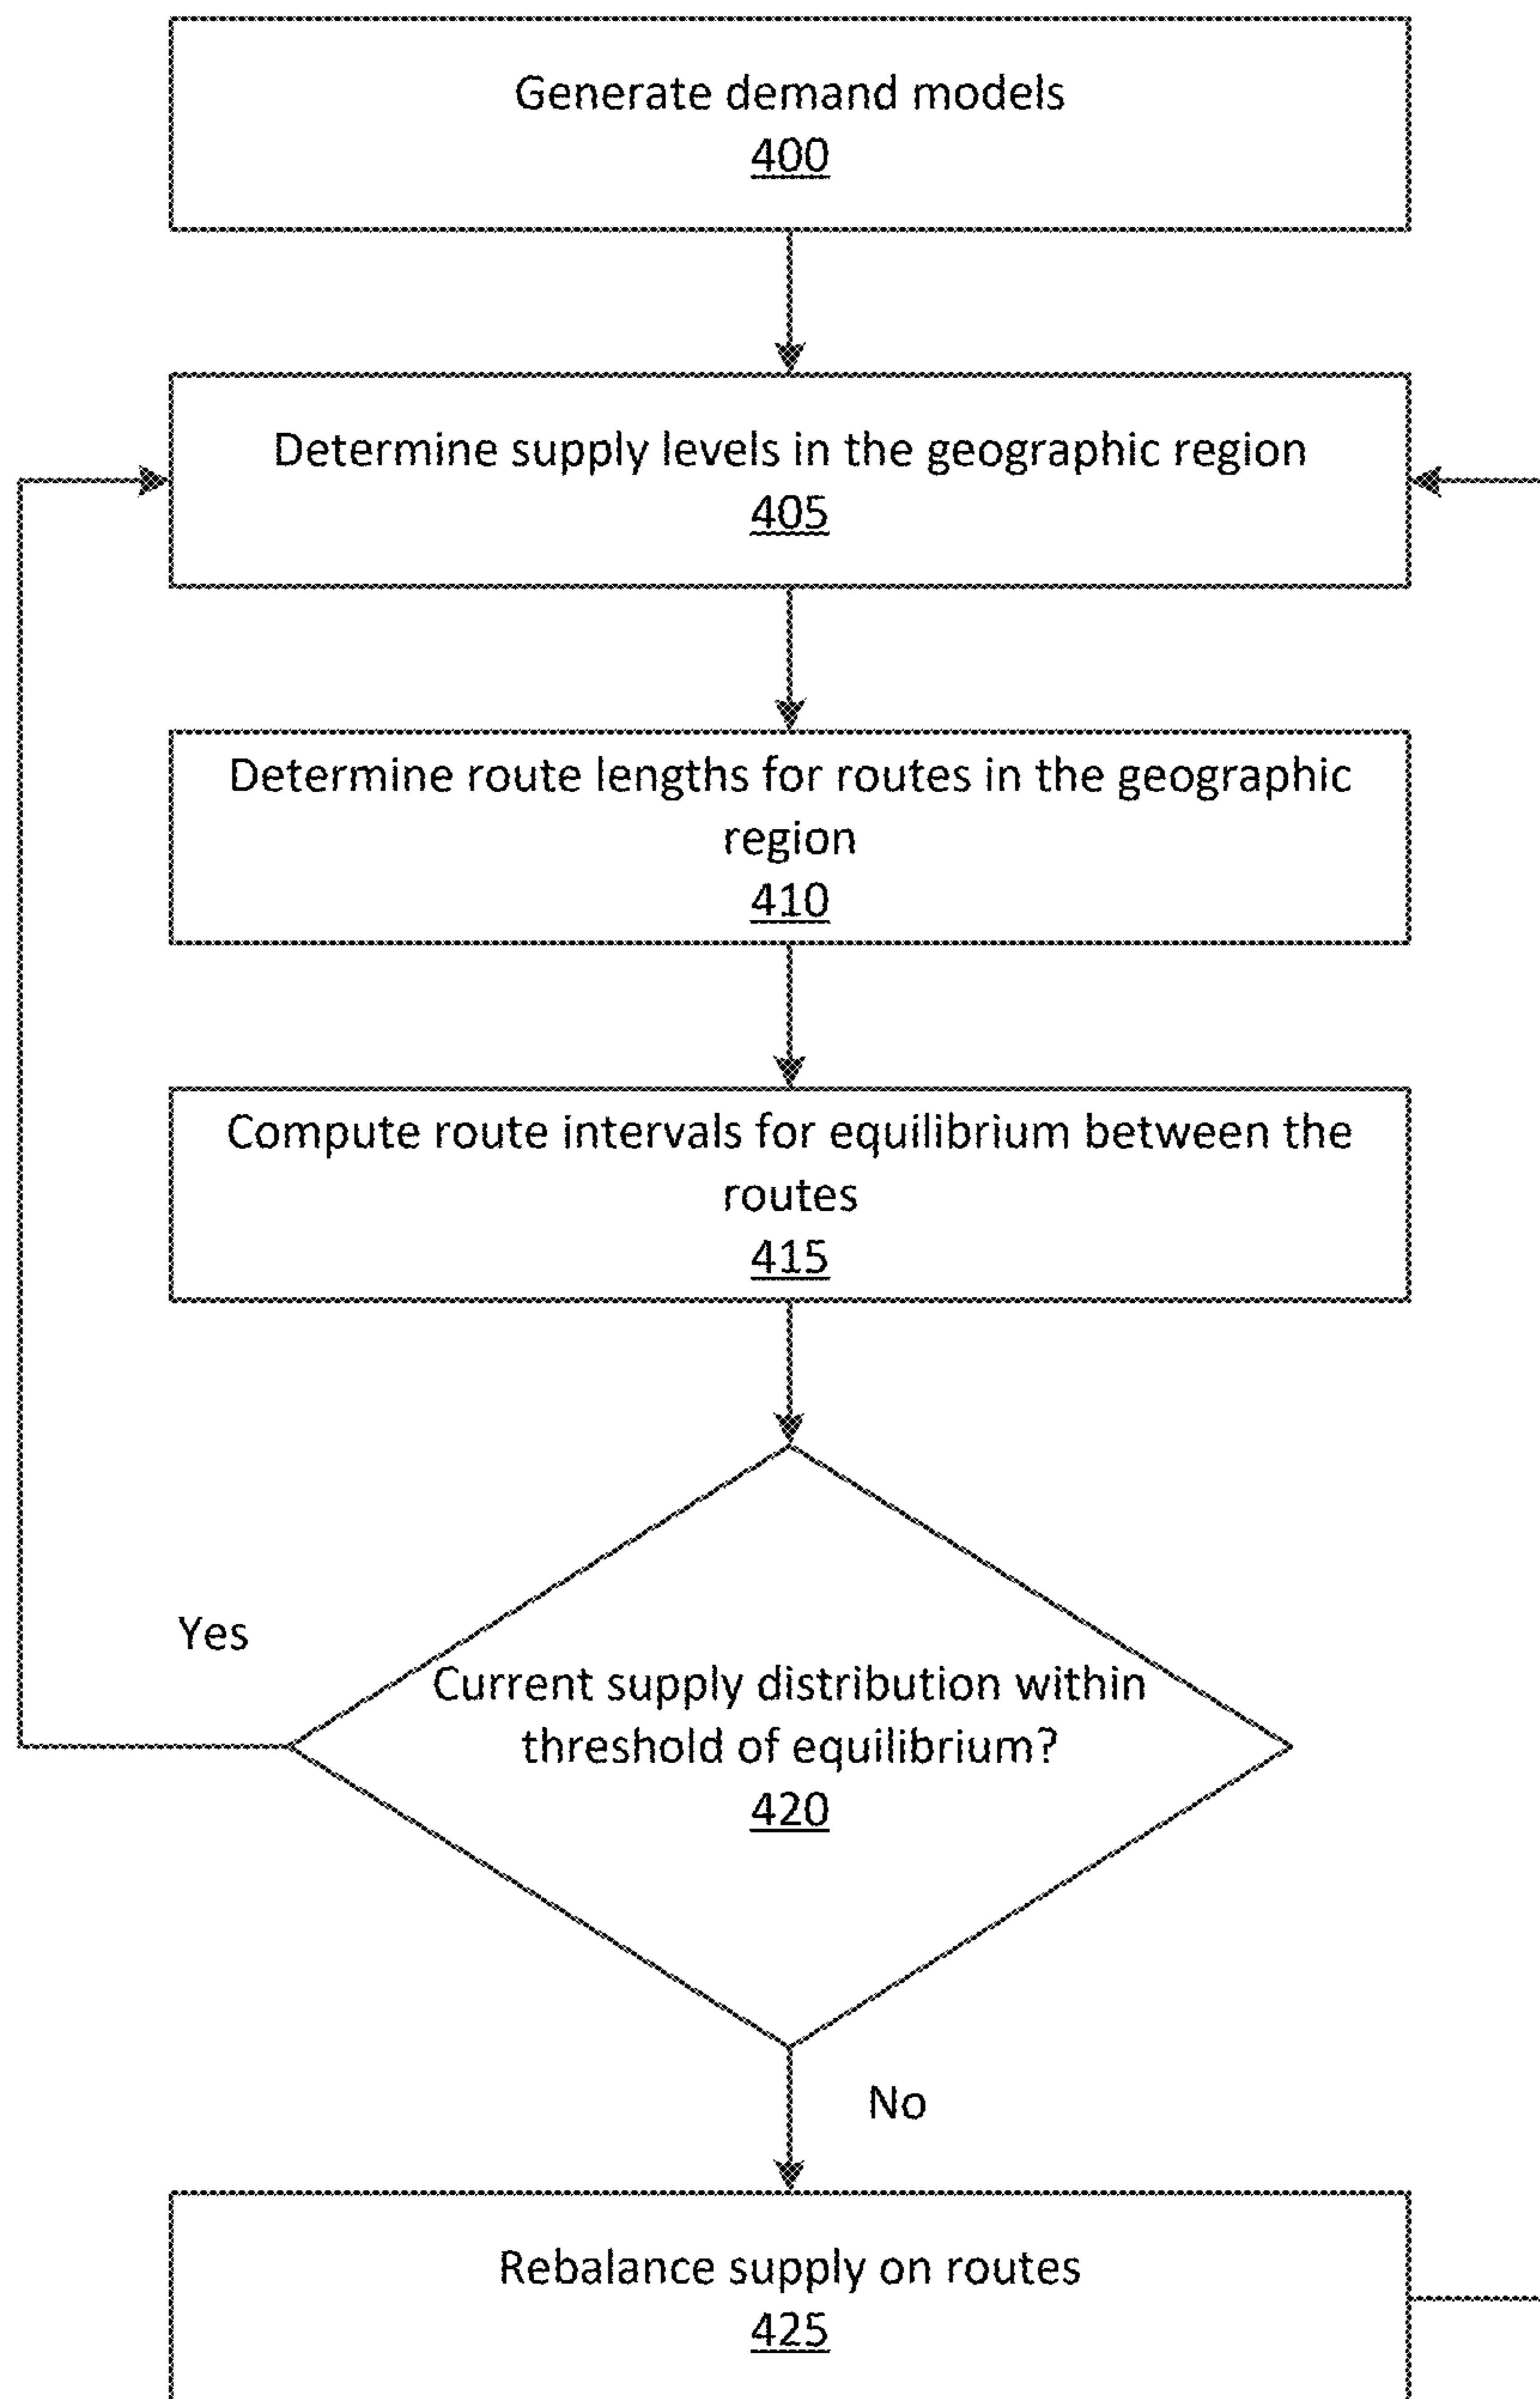 Generate demand models
400
Determine supply levels in the geographic region
405
Determine route lengths for routes in the geographic
region
410
Compute route intervals for equilibrium between the
routes
415
Yes
Current supply distribution within
threshold of equilibrium?
420
No
Rebalance supply on routes
425